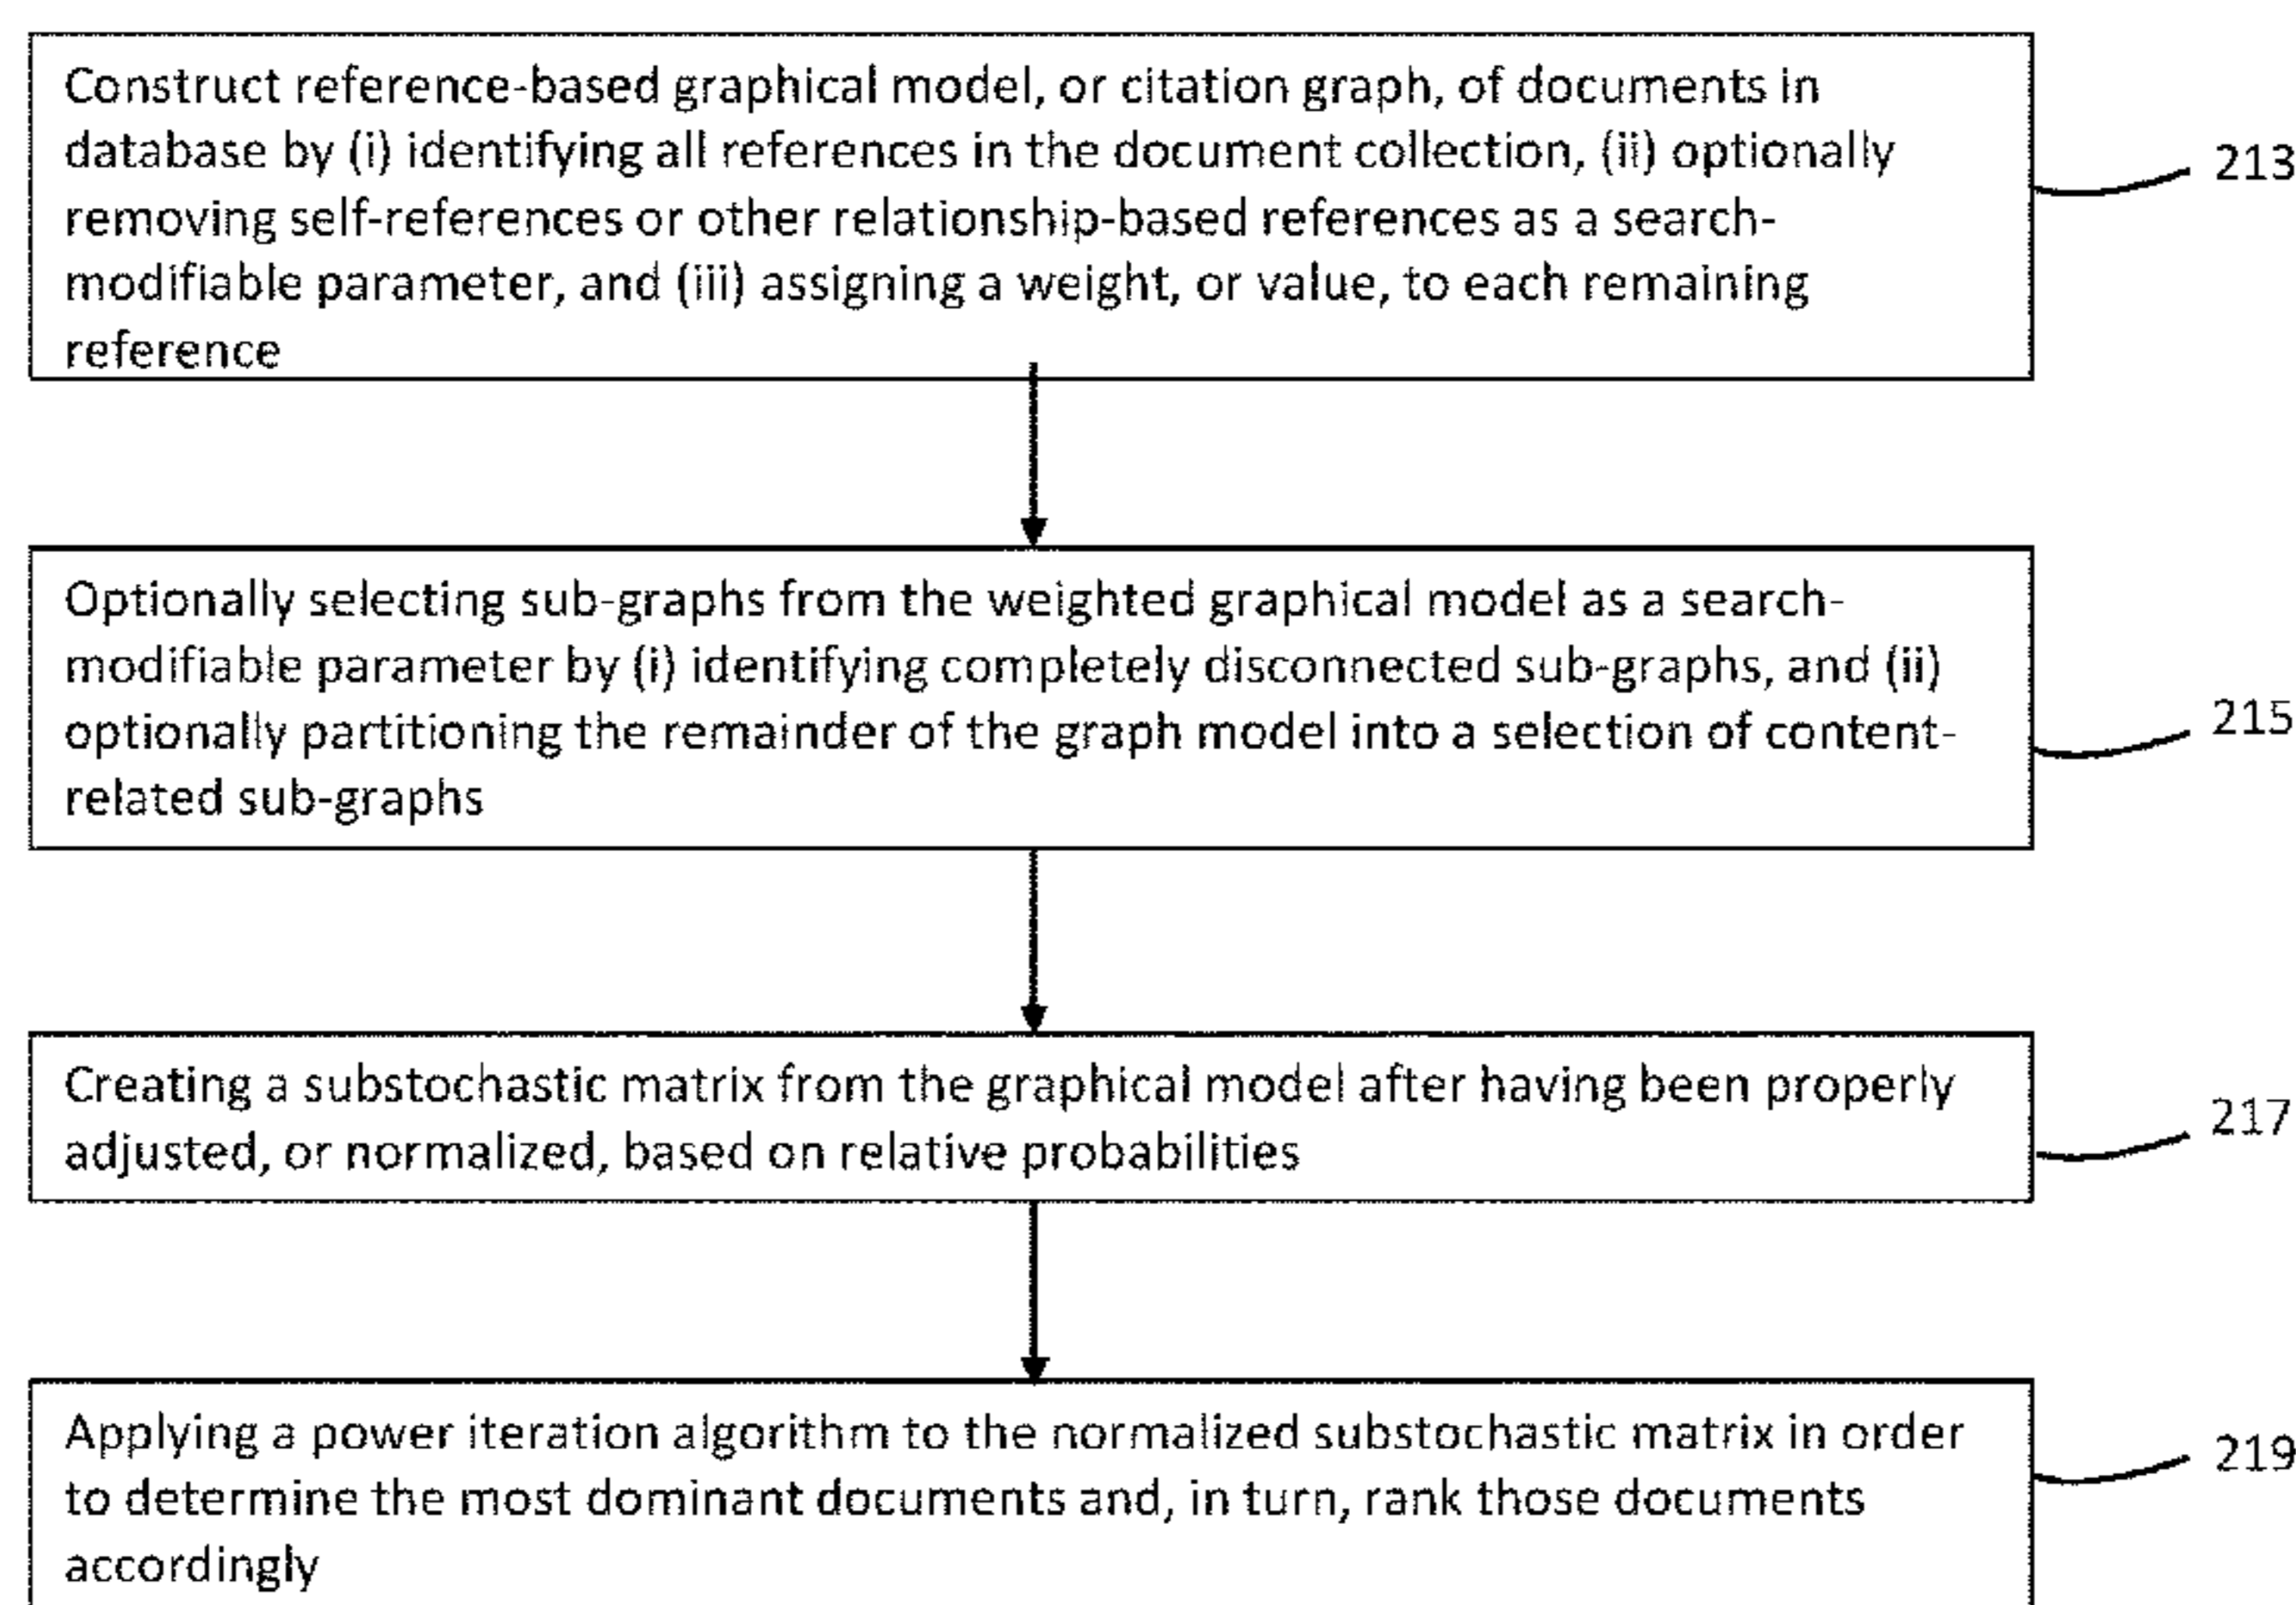 Construct reference-based graphical model, or citation graph, of documents in
database by (i) identifying all references in the document collection, (ii) optionally
removing self-references or other relationship-based references as a search-
modifiable parameter, and (iii) assigning a weight, or value, to each remaining
reference
213
Optionally selecting sub-graphs from the weighted graphical model as a search-
modifiable parameter by (i) identifying completely disconnected sub-graphs, and (ii)
optionally partitioning the remainder of the graph model into a selection of content-
related sub-graphs
215
Creating a substochastic matrix from the graphical model after having been properly
adjusted, or normalized, based on relative probabilities
217
Applying a power iteration algorithm to the normalized substochastic matrix in order
to determine the most dominant documents and, in turn, rank those documents
accordingly
219